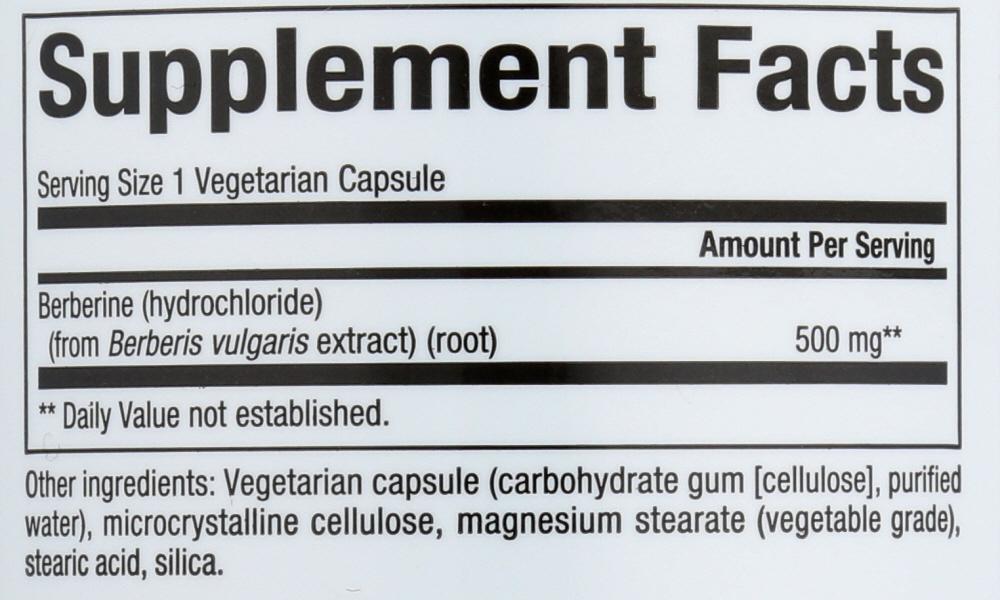 Supplement Facts
Serving Size 1 Vegetarian Capsule
Amount Per Serving
Berberine (hydrochloride)
(from Berberis vulgaris extract) (root) 500 mg**
** Daily Value not established.
Other ingredients: Vegetarian capsule (carbohydrate gum [cellulose], purified
water), microcrystalline cellulose, magnesium stearate (vegetable grade),
stearic acid, silica.